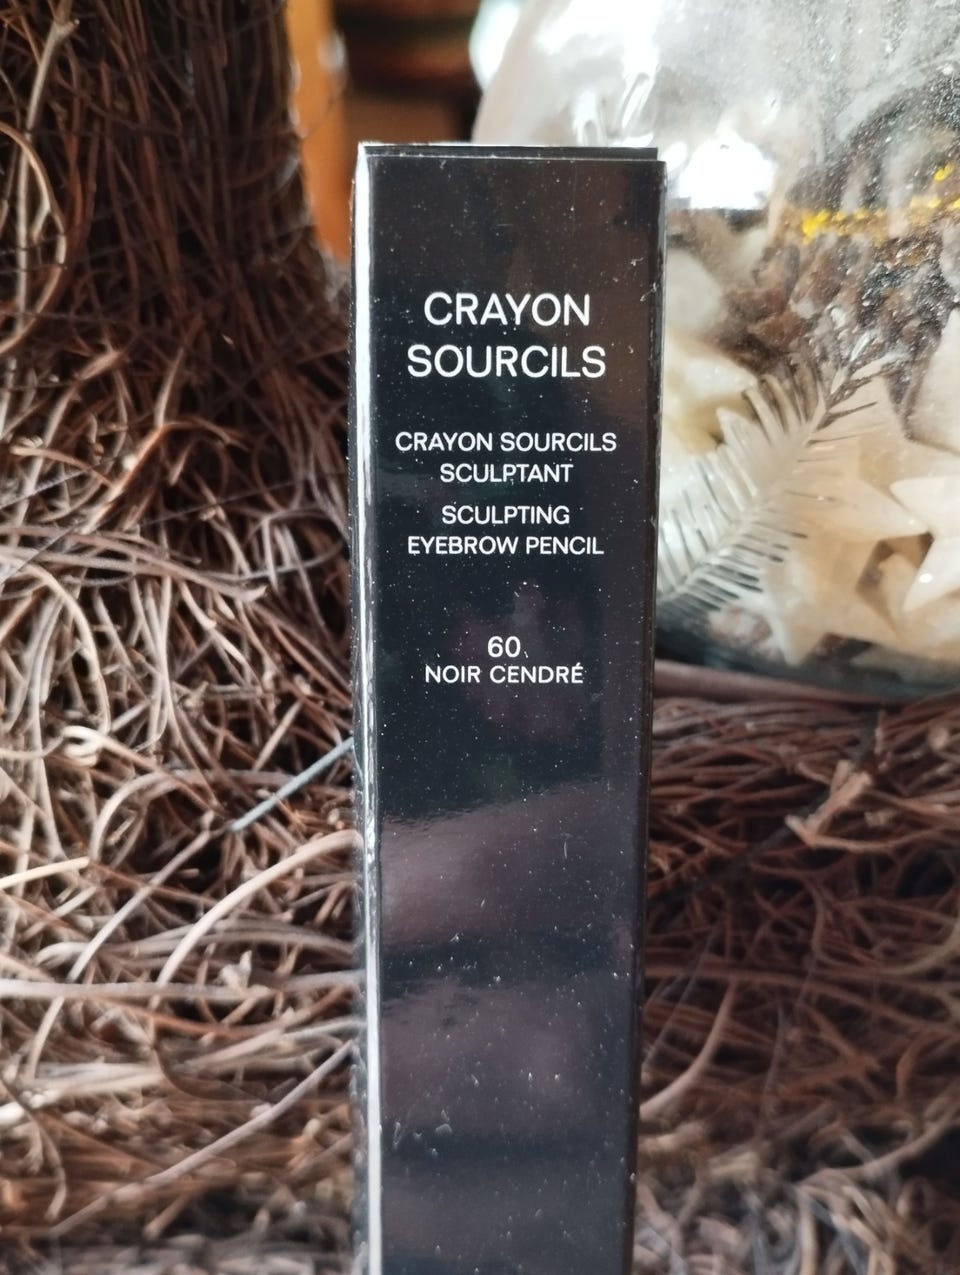 CRAYON
SOURCILS
CRAYON SOURCILS
SCULPTANT
SCULPTING
EYEBROW PENCIL
60
NOIR CENDRÉ